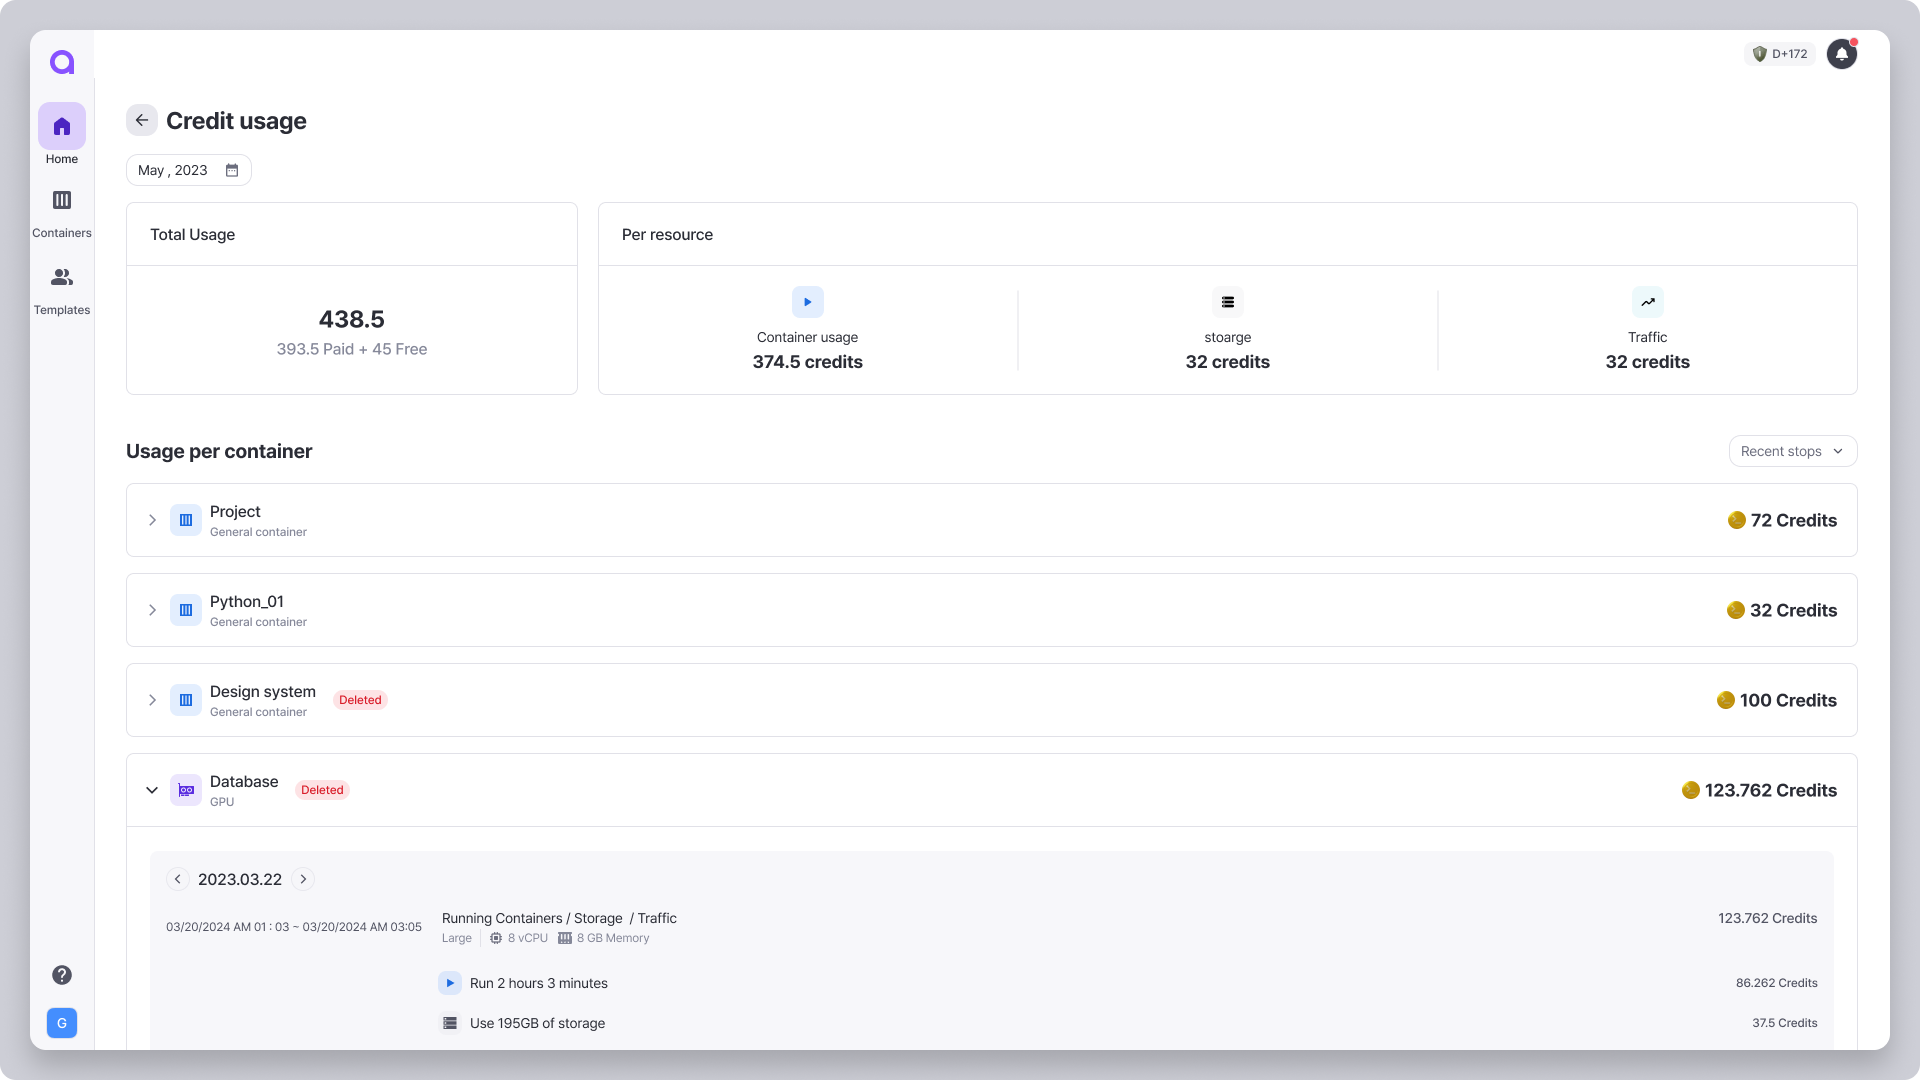 D+172
Home
Containers
Templates
G
Credit usage
May , 2023
Total Usage
438.5
393.5 Paid + 45 Free
Per resource
Container usage
374.5 credits
stoarge
32 credits
Traffic
32 credits
Usage per container
Recent stops
Project
General container
72 Credits
Python_01
General container
32 Credits
Design system
General container
Deleted
100 Credits
Database
GPU
Deleted
123.762 Credits
2023.03.22
03/20/2024 AM 01 : 03 ~ 03/20/2024 AM 03:05
Running Containers / Storage / Traffic
123.762 Credits
Large
8 vCPU
8 GB Memory
Run 2 hours 3 minutes
86.262 Credits
Use 195GB of storage
37.5 Credits